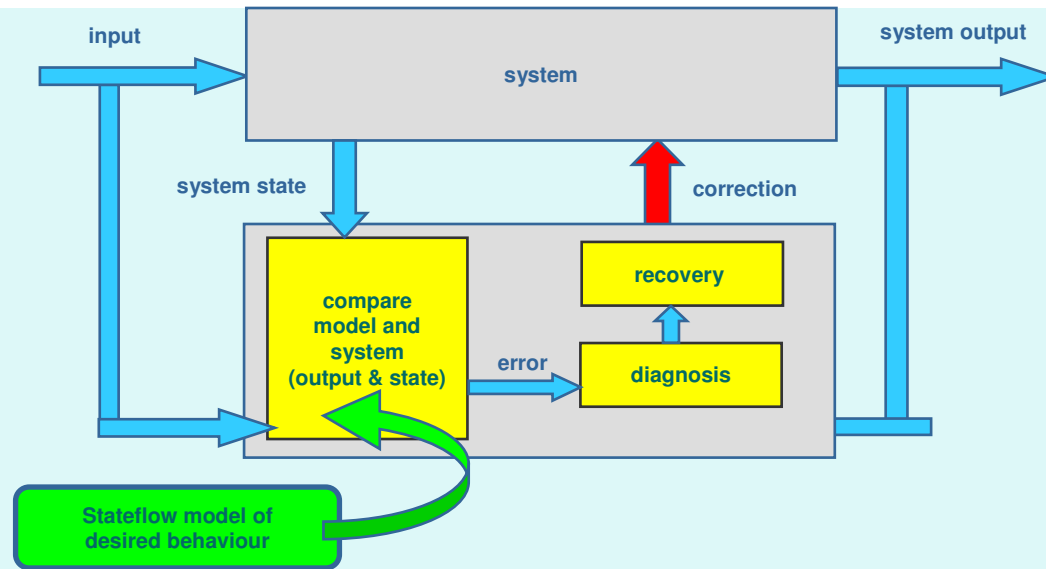 input
system output
system
system state
correction
compare
model and
system
(output & state)
recovery
error
diagnosis
Stateflow model of
desired behaviour